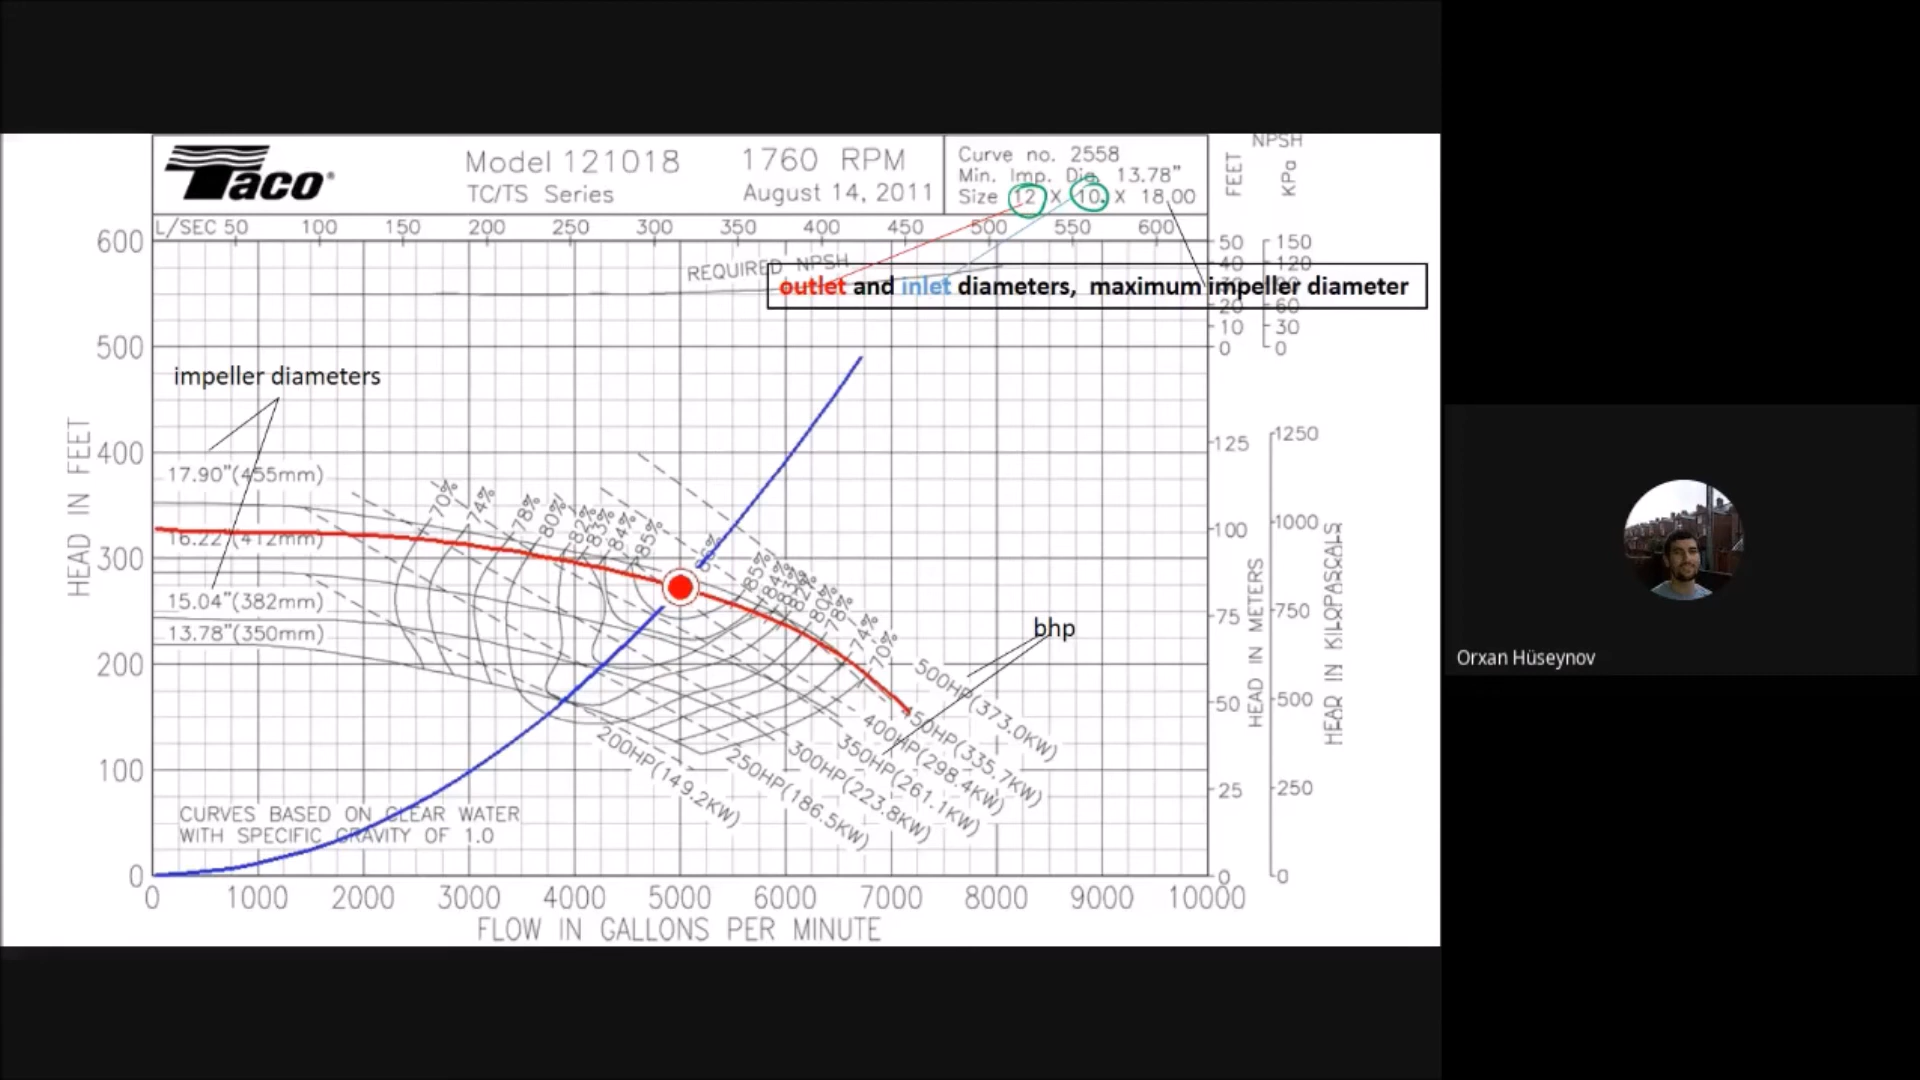 Taco
Model 121018
TC/TS Series
1760 RPM
August 14, 2011
Curve no. 2558
Min. Imp. Dia. 13.78"
Size 12 X 10. X 18.00
NPSH
FEET
KPa
L/SEC 50 100 150 200 250 300 350 400 450 500 550 600
50 40 20 10 0
150 120 60 30 0
REQUIRED NPSH
outlet and inlet diameters, maximum impeller diameter
impeller diameters
HEAD IN FEET
600
500
400
300
200
100
0
17.90"(455mm)
16.22"(412mm)
15.04"(382mm)
13.78"(350mm)
70% 74% 78% 80% 82% 83% 84% 85% 86%
85% 80% 78% 74% 70%
bhp
500HP(373.0KW)
450HP(335.7KW)
400HP(298.4KW)
350HP(261.1KW)
300HP(223.8KW)
250HP(186.5KW)
200HP(149.2KW)
125
100
75
50
25
0
HEAD IN METERS
1250
1000
750
500
250
0
HEAD IN KILOPASCALS
CURVES BASED ON CLEAR WATER
WITH SPECIFIC GRAVITY OF 1.0
0 1000 2000 3000 4000 5000 6000 7000 8000 9000 10000
FLOW IN GALLONS PER MINUTE
Orxan Hüseynov